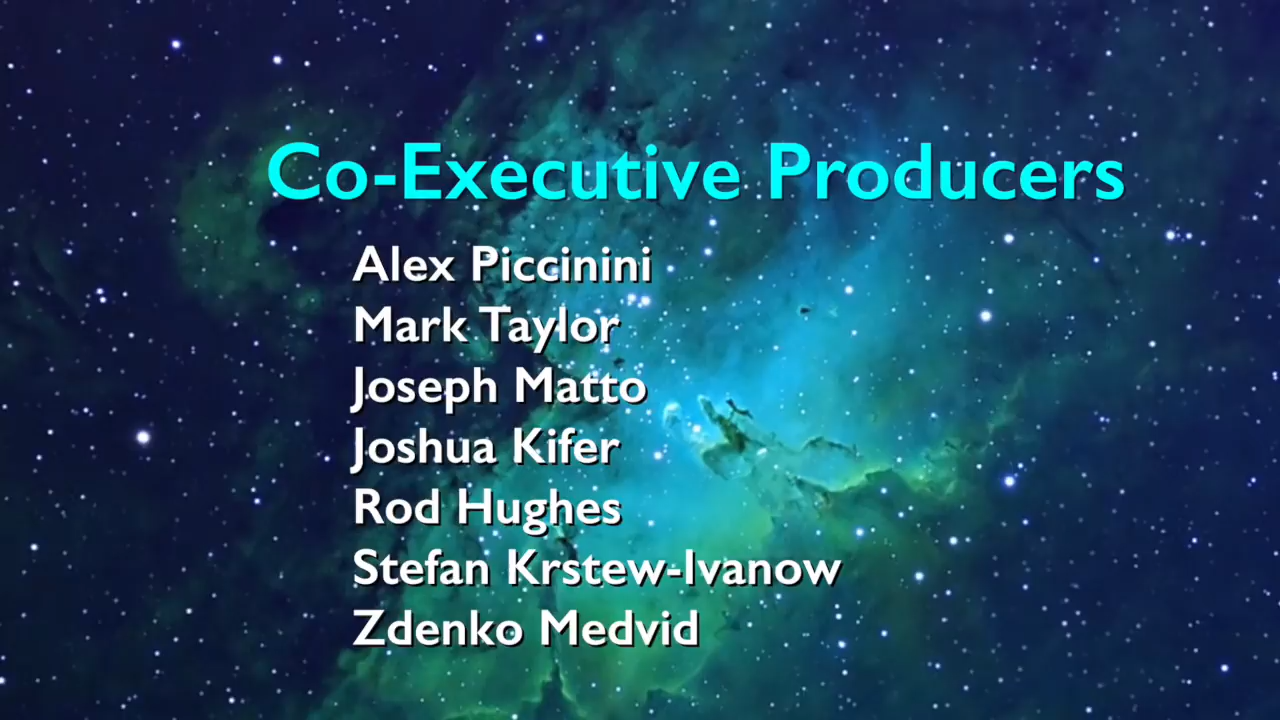 Co-Executive Producers
Alex Piccinini
Mark Taylor
Joseph Matto
Joshua Kifer
Rod Hughes
Stefan Krstew-Ivanow
Zdenko Medvid